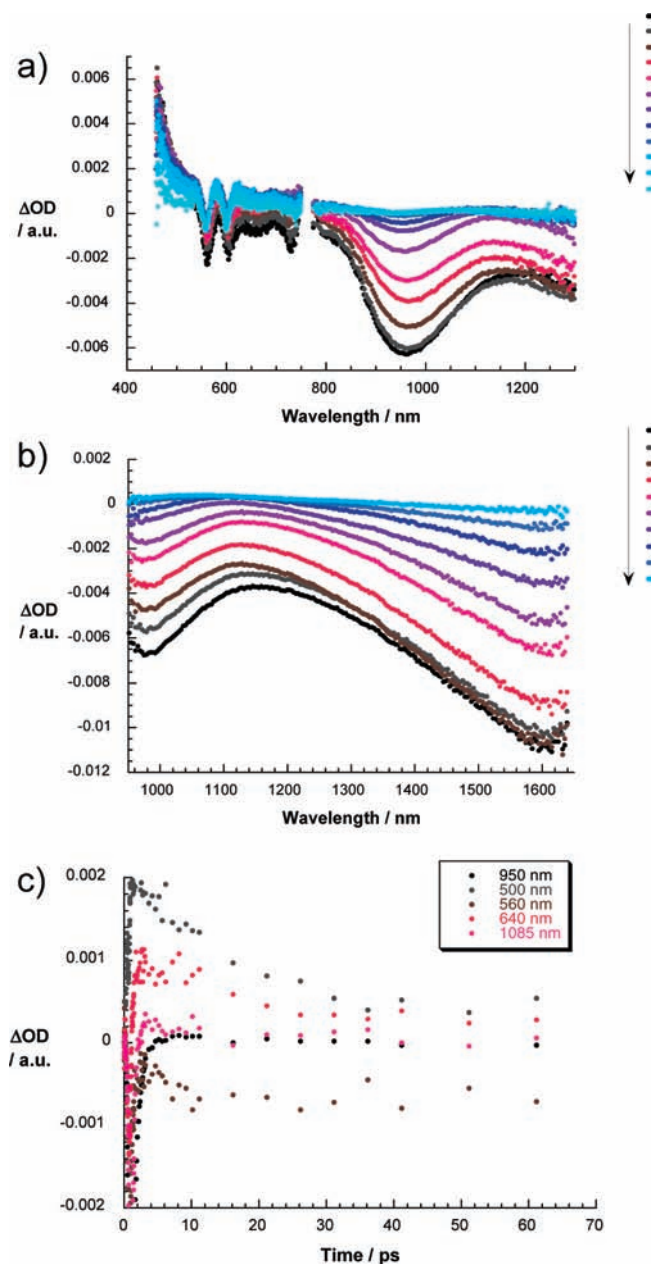 a)
0.006
0.004
0.002
ΔOD
0
/ a.u.
-0.002
-0.004
-0.006
400 600 800 1000 1200
Wavelength / nm
b)
0.002
0
-0.002
-0.004
ΔOD
/ a.u.
-0.006
-0.008
-0.01
-0.012
1000 1100 1200 1300 1400 1500 1600
Wavelength / nm
c)
0.002
950 nm
500 nm
560 nm
640 nm
1085 nm
0.001
ΔOD
0
/ a.u.
-0.001
-0.002
0 10 20 30 40 50 60 70
Time / ps